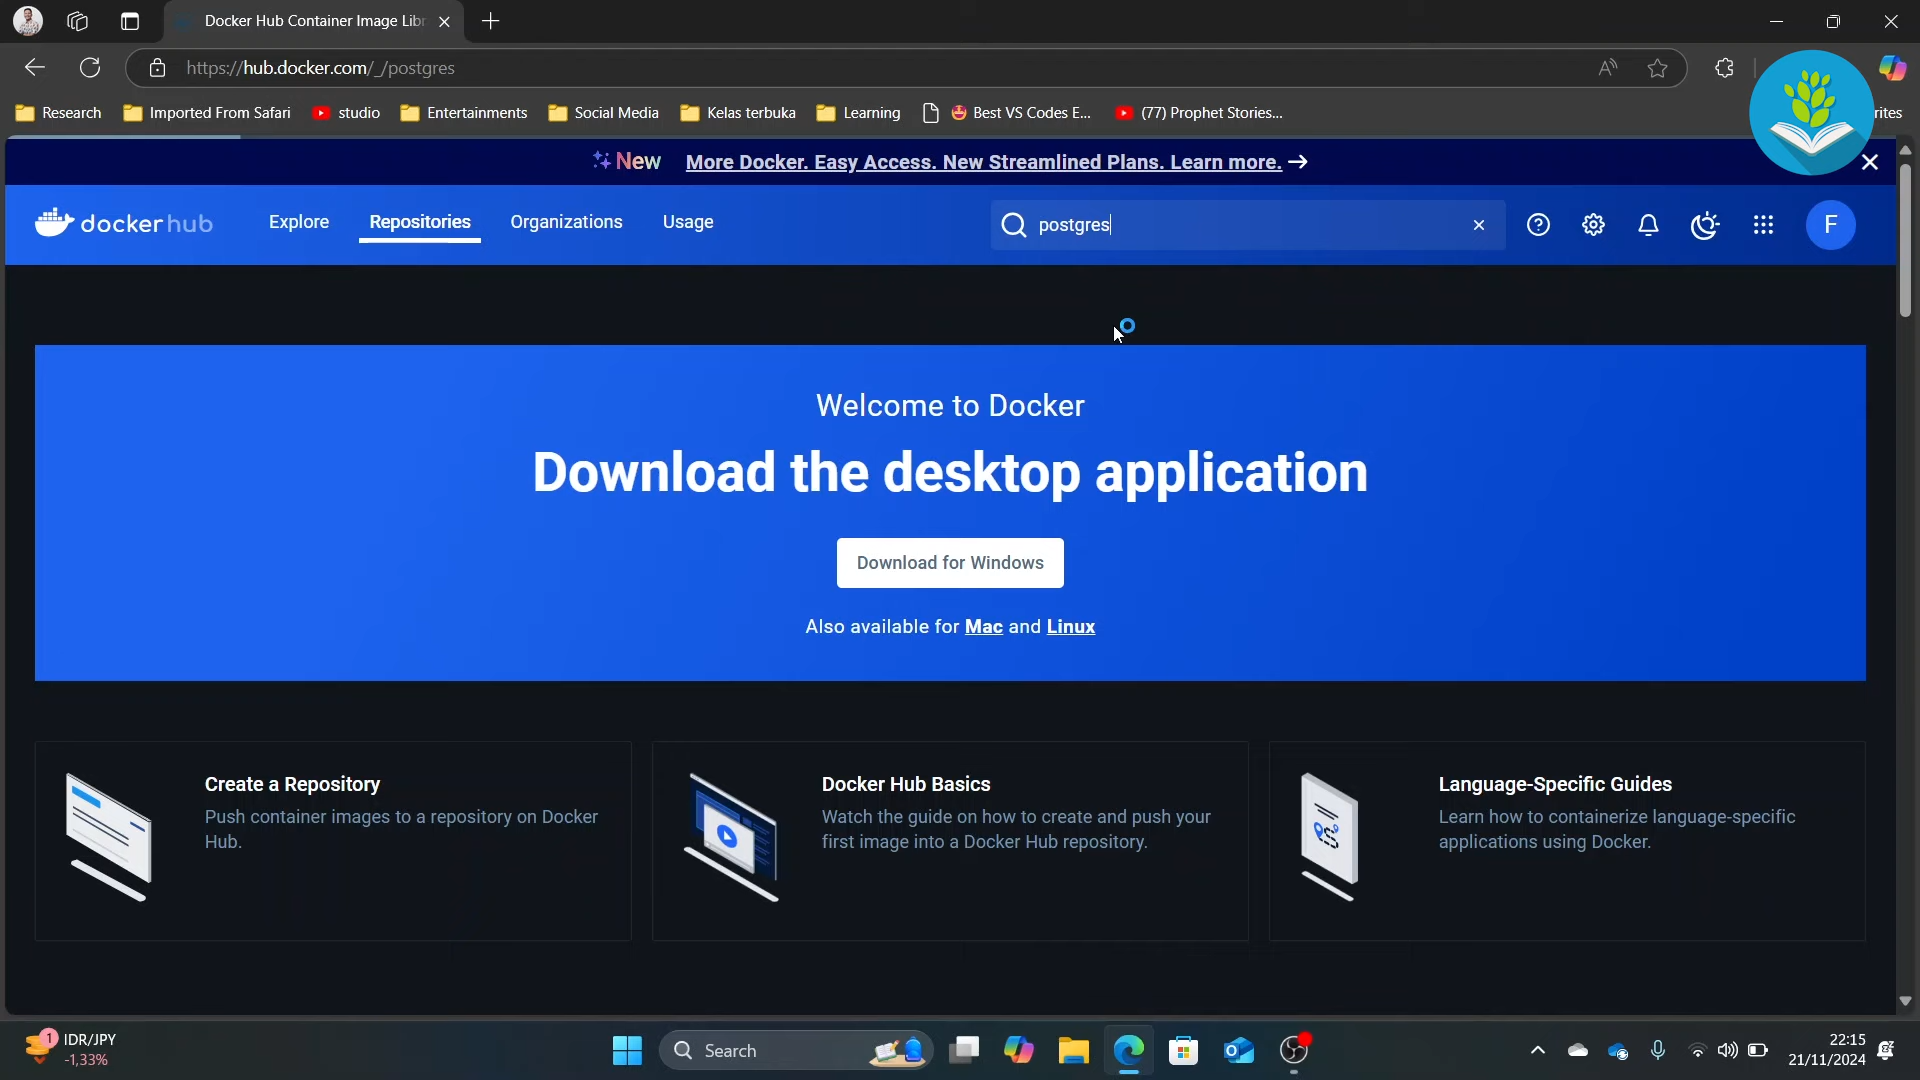 Docker Hub Container Image Libr
https://hub.docker.com/_/postgres
Research
Imported From Safari
studio
Entertainments
Social Media
Kelas terbuka
Learning
Best VS Codes E...
(77) Prophet Stories...
rites
New More Docker. Easy Access. New Streamlined Plans. Learn more. →
dockerhub
Explore
Repositories
Organizations
Usage
postgres
F
Welcome to Docker
Download the desktop application
Download for Windows
Also available for Mac and Linux
Create a Repository
Push container images to a repository on Docker
Hub.
Docker Hub Basics
Watch the guide on how to create and push your
first image into a Docker Hub repository.
Language-Specific Guides
Learn how to containerize language-specific
applications using Docker.
1
IDR/JPY
-1,33%
Search
22:15
21/11/2024